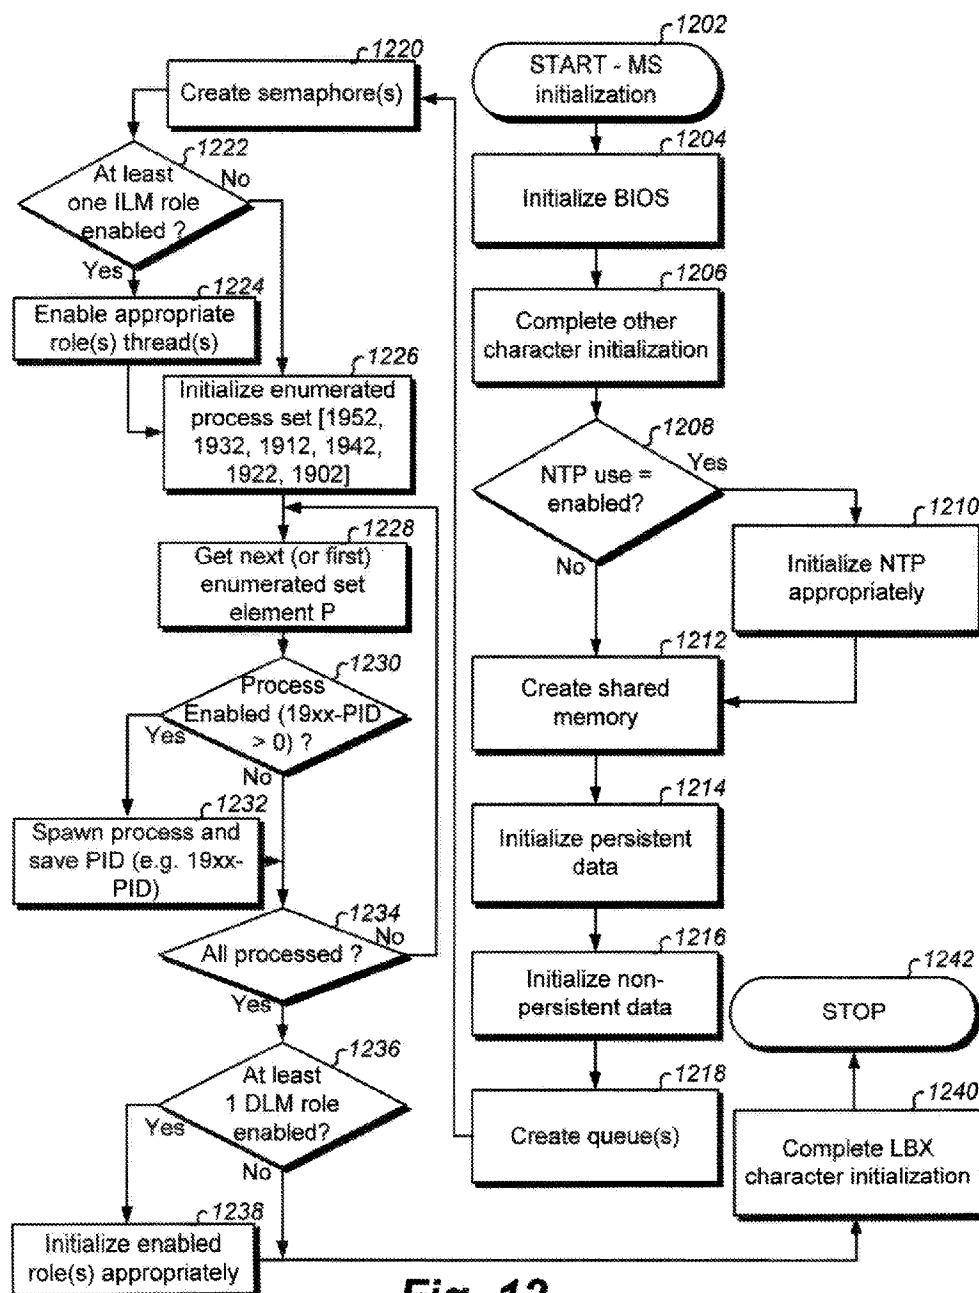 1202
START - MS
initialization
1204
Initialize BIOS
1206
Complete other
character initialization
1208
NTP use =
enabled?
Yes
No
1210
Initialize NTP
appropriately
1212
Create shared
memory
1214
Initialize persistent
data
1216
Initialize non-
persistent data
1218
Create queue(s)
1220
Create semaphore(s)
1222
At least
one ILM role
enabled ?
No
Yes
1224
Enable appropriate
role(s) thread(s)
1226
Initialize enumerated
process set [1952,
1932, 1912, 1942,
1922, 1902]
1228
Get next (or first)
enumerated set
element P
1230
Process
Enabled (19xx-PID
> 0) ?
Yes
No
1232
Spawn process and
save PID (e.g. 19xx-
PID)
1234
All processed ?
No
Yes
1236
At least
1 DLM role
enabled?
Yes
No
1238
Initialize enabled
role(s) appropriately
1240
Complete LBX
character initialization
1242
STOP
Fig. 12